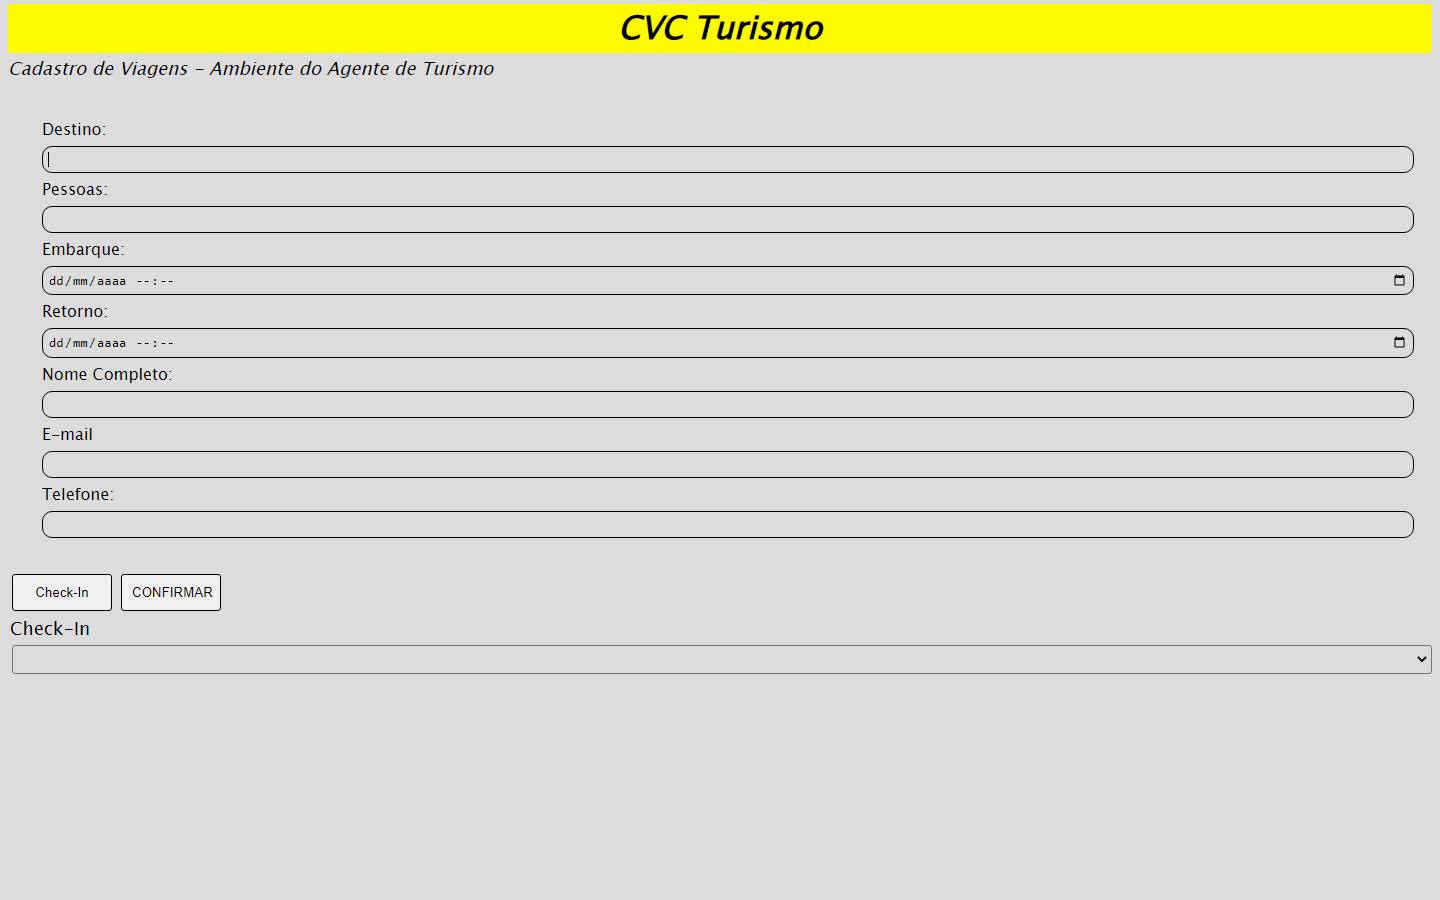 CVC Turismo
Cadastro de Viagens - Ambiente do Agente de Turismo
Destino:
Pessoas:
Embarque:
dd/mm/aaaa --:--
Retorno:
dd/mm/aaaa --:--
Nome Completo:
E-mail
Telefone:
Check-In CONFIRMAR
Check-In